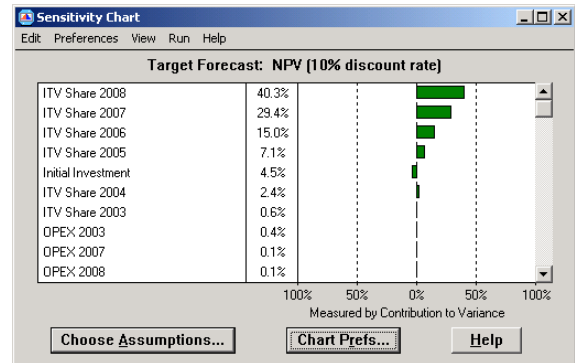 Sensitivity Chart
Edit Preferences View Run Help
Target Forecast: NPV (10% discount rate)
ITV Share 2008 40.3%
ITV Share 2007 29.4%
ITV Share 2006 15.0%
ITV Share 2005 7.1%
Initial Investment 4.5%
ITV Share 2004 2.4%
ITV Share 2003 0.6%
OPEX 2003 0.4%
OPEX 2007 0.1%
OPEX 2008 0.1%
100% 50% 0% 50% 100%
Measured by Contribution to Variance
Choose Assumptions... Chart Prefs... Help